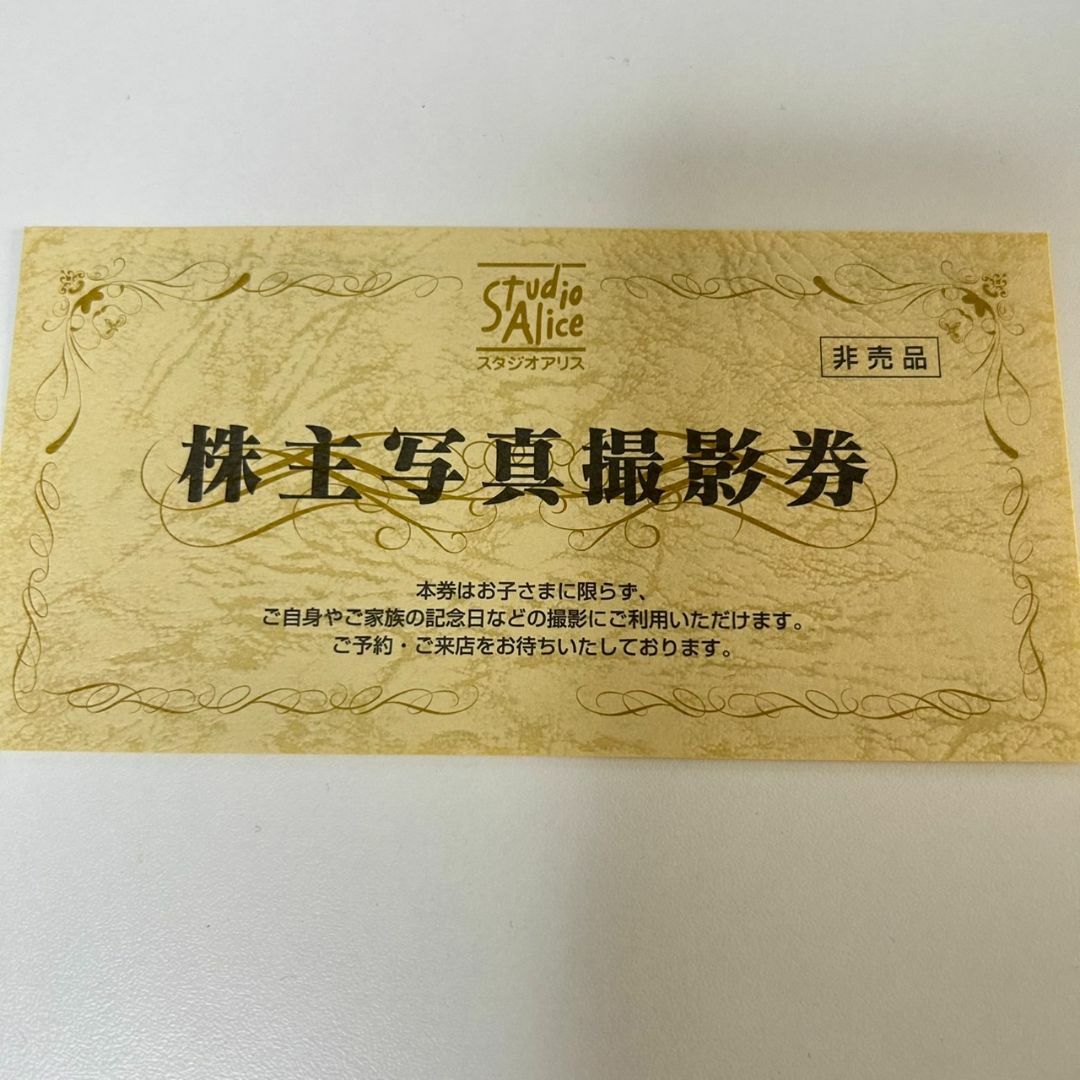 Studio
Alice
スタジオアリス
非売品
株主写真撮影券
本券はお子さまに限らず、
ご自身やご家族の記念日などの撮影にご利用いただけます。
ご予約・ご来店をお待ちいたしております。